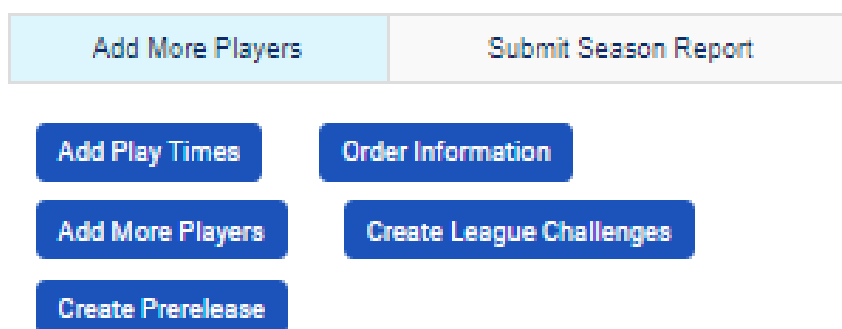 Add More Players Submit Season Report
Add Play Times Order Information
Add More Players Create League Challenges
Create Prerelease